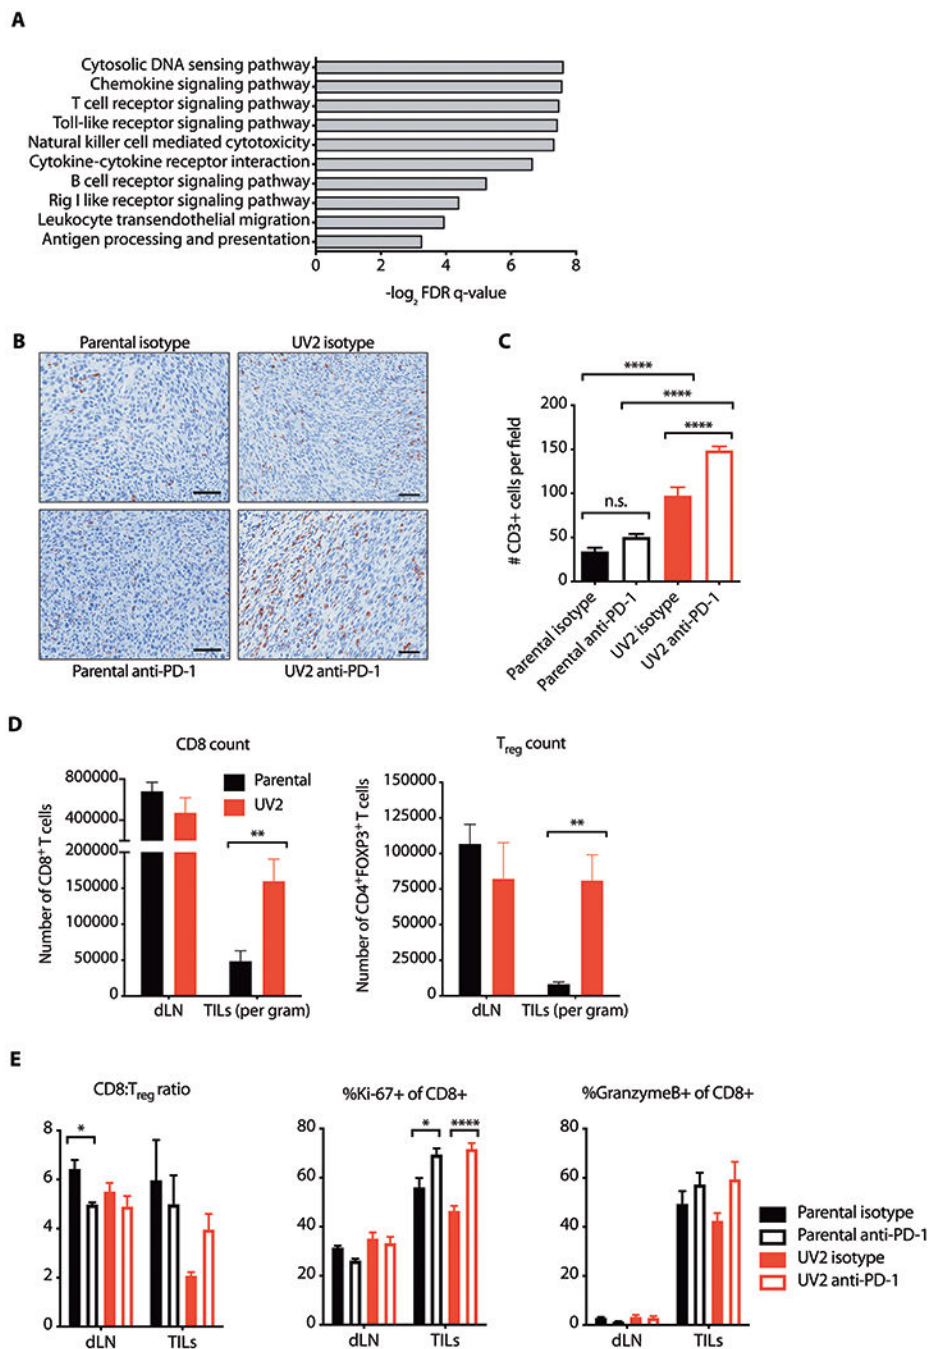 A
Cytosolic DNA sensing pathway
Chemokine signaling pathway
T cell receptor signaling pathway
Toll-like receptor signaling pathway
Natural killer cell mediated cytotoxicity
Cytokine-cytokine receptor interaction
B cell receptor signaling pathway
Rig I like receptor signaling pathway
Leukocyte transendothelial migration
Antigen processing and presentation
0 2 4 6 8
-log₂ FDR q-value
B
Parental isotype UV2 isotype
Parental anti-PD-1 UV2 anti-PD-1
C
****
****
****
n.s.
200
150
100
50
0
# CD3+ cells per field
Parental isotype
Parental anti-PD-1
UV2 isotype
UV2 anti-PD-1
D
CD8 count
Parental
UV2
800000
400000
200000
150000
100000
50000
0
Number of CD8⁺ T cells
**
dLN TILs (per gram)
Treg count
150000
125000
100000
75000
50000
25000
0
Number of CD4⁺FOXP3⁺ T cells
**
dLN TILs (per gram)
E
CD8:Treg ratio
8
6
4
2
0
*
dLN TILs
%Ki-67+ of CD8+
80
60
40
20
0
* ****
dLN TILs
%GranzymeB+ of CD8+
80
60
40
20
0
dLN TILs
Parental isotype
Parental anti-PD-1
UV2 isotype
UV2 anti-PD-1